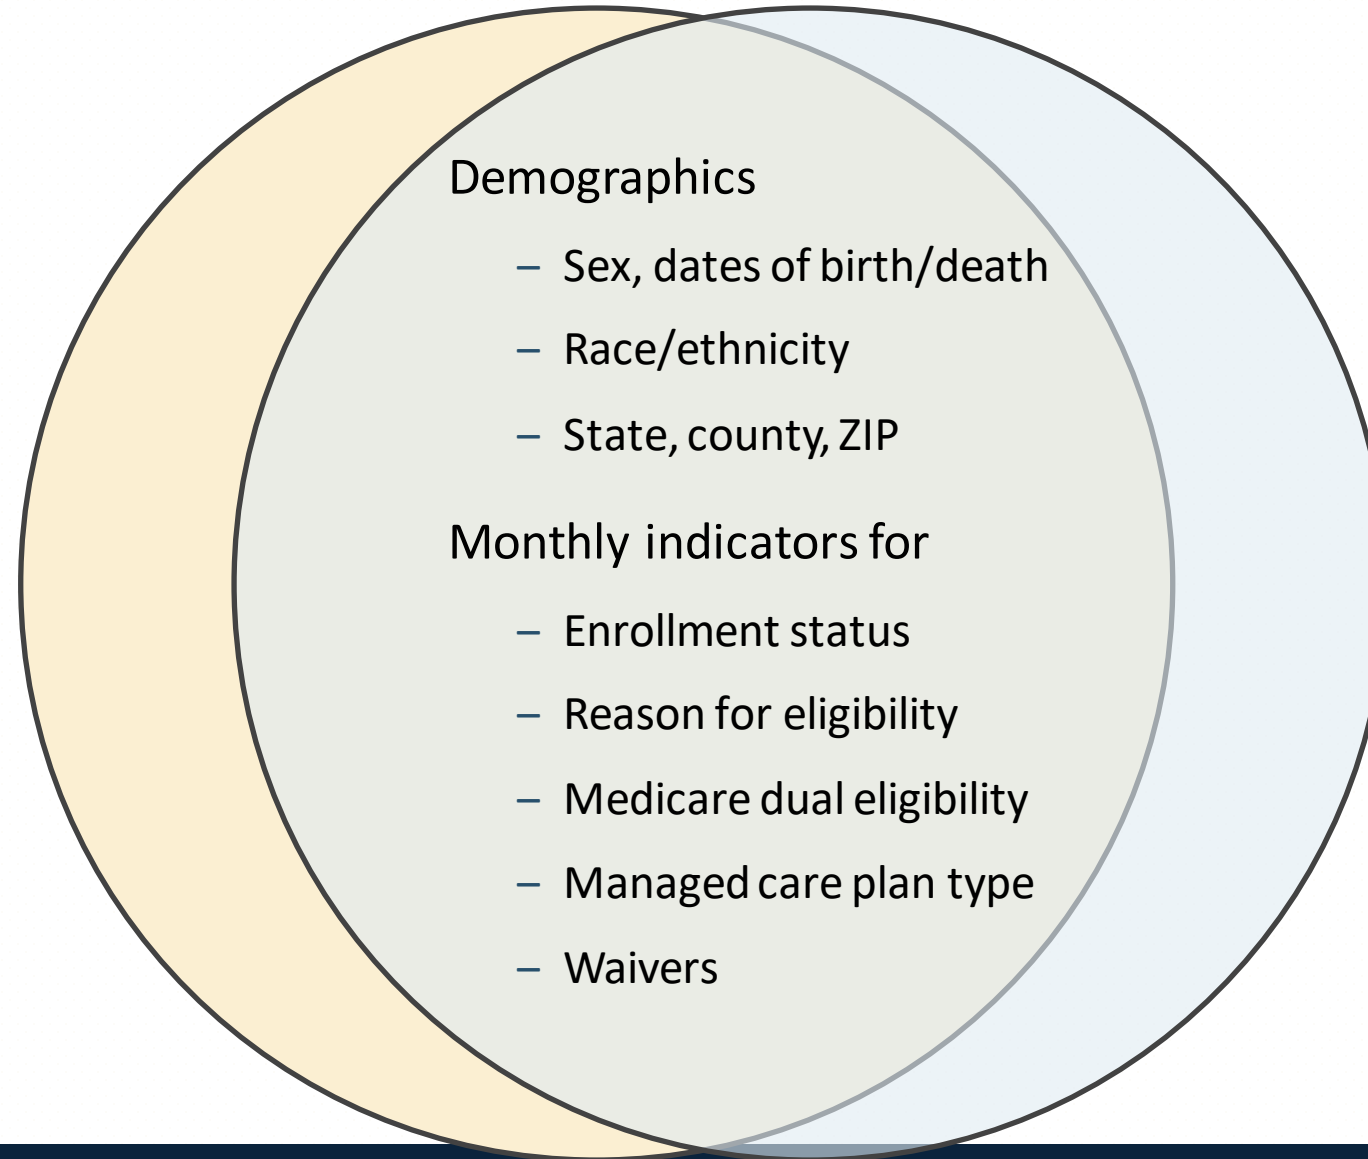 Demographics
– Sex, dates of birth/death
– Race/ethnicity
– State, county, ZIP
Monthly indicators for
– Enrollment status
– Reason for eligibility
– Medicare dual eligibility
– Managed care plan type
– Waivers